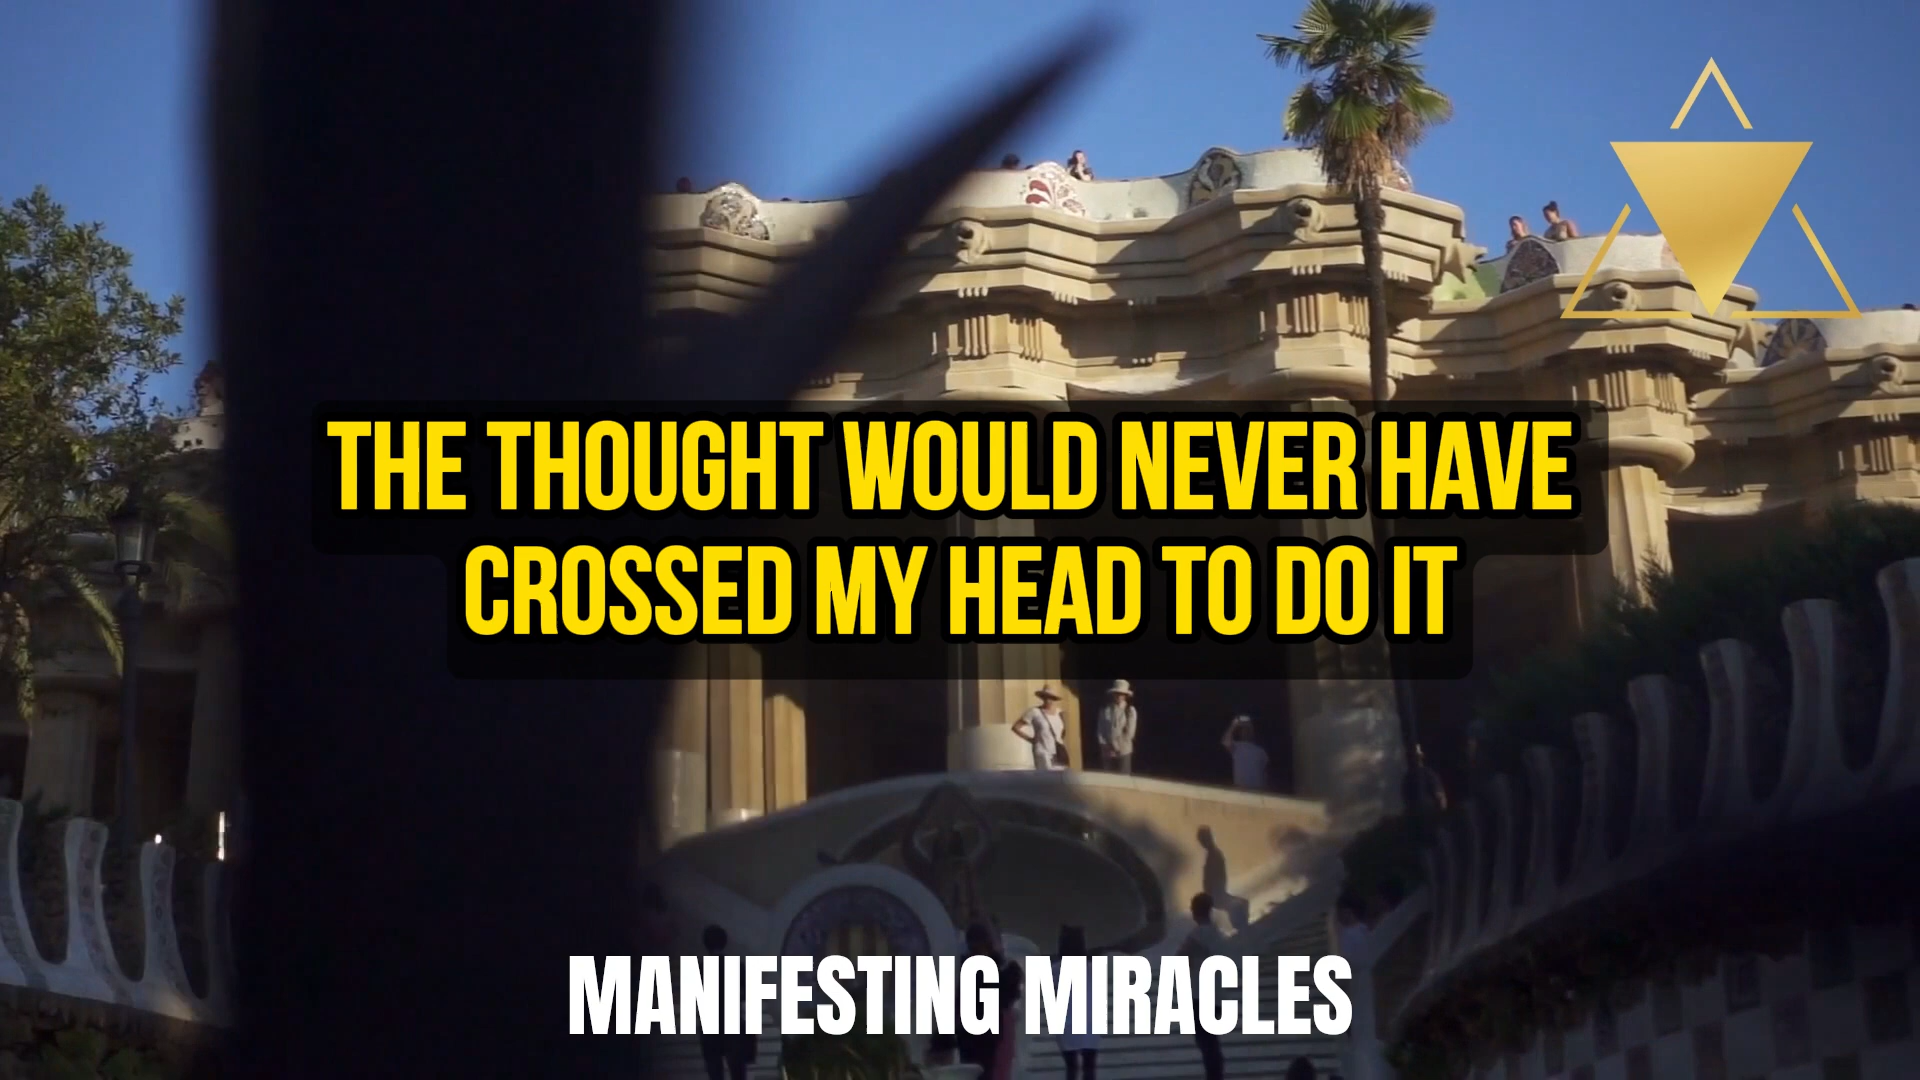 THE THOUGHT WOULD NEVER HAVE
CROSSED MY HEAD TO DO IT
MANIFESTING MIRACLES